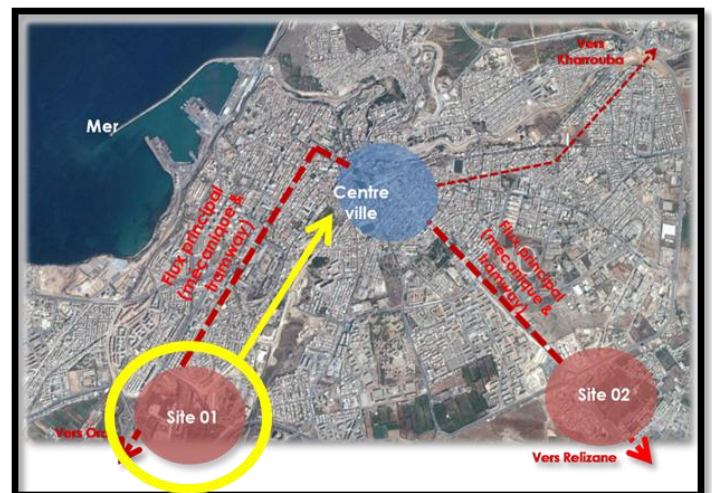 Vers
Kharrouba
Mer
Centre
ville
Flux principal
(mécanique &
tramway)
Flux principal
(mécanique &
tramway)
Site 01
Site 02
Vers
Vers Relizane